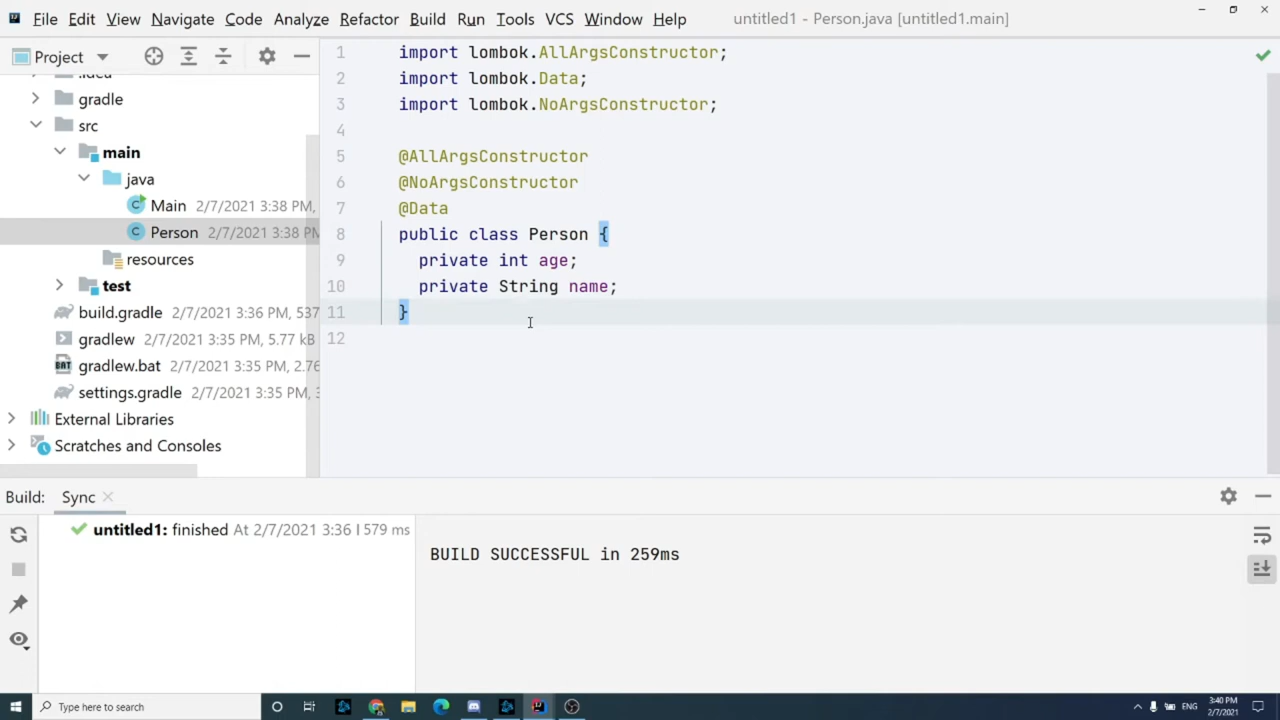 File Edit View Navigate Code Analyze Refactor Build Run Tools VCS Window Help untitled1 - Person.java [untitled1.main]
Project
.idea
gradle
src
main
java
Main 2/7/2021 3:38 PM,
Person 2/7/2021 3:38 PM
resources
test
build.gradle 2/7/2021 3:36 PM, 537
gradlew 2/7/2021 3:35 PM, 5.77 kB
gradlew.bat 2/7/2021 3:35 PM, 2.76
settings.gradle 2/7/2021 3:35 PM, 3
External Libraries
Scratches and Consoles
1 import lombok.AllArgsConstructor;
2 import lombok.Data;
3 import lombok.NoArgsConstructor;
4
5 @AllArgsConstructor
6 @NoArgsConstructor
7 @Data
8 public class Person {
9 private int age;
10 private String name;
11 }
12
Build: Sync
untitled1: finished At 2/7/2021 3:36 579 ms
BUILD SUCCESSFUL in 259ms
Type here to search
ENG
3:40 PM
2/7/2021